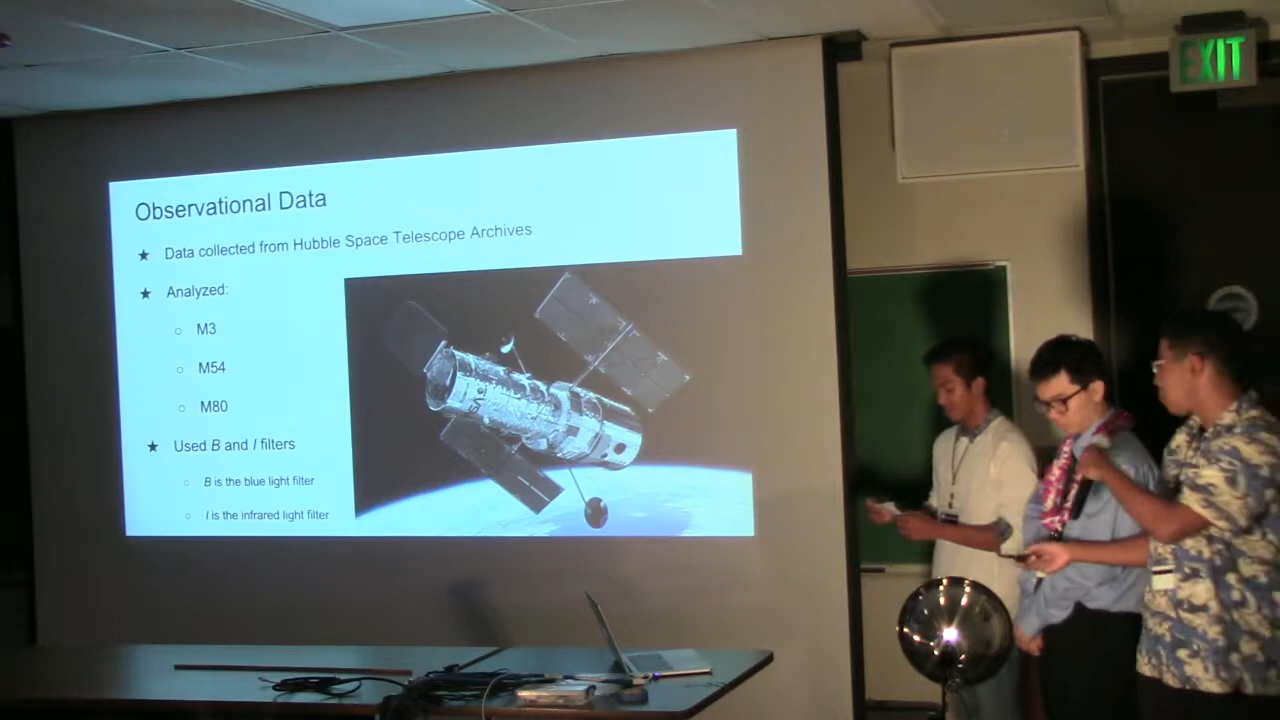 EXIT
Observational Data
★ Data collected from Hubble Space Telescope Archives
★ Analyzed:
○ M3
○ M54
○ M80
★ Used B and I filters
○ B is the blue light filter
○ I is the infrared light filter